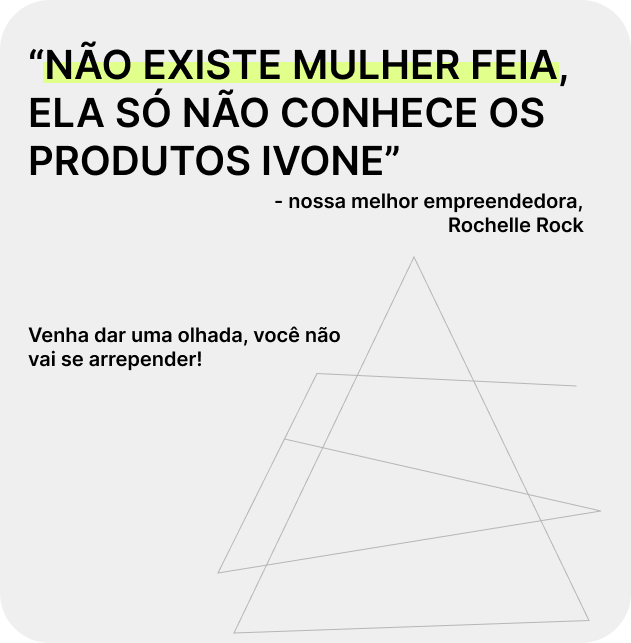 “NÃO EXISTE MULHER FEIA,
ELA SÓ NÃO CONHECE OS
PRODUTOS IVONE”
- nossa melhor empreendedora,
Rochelle Rock
Venha dar uma olhada, você não
vai se arrepender!